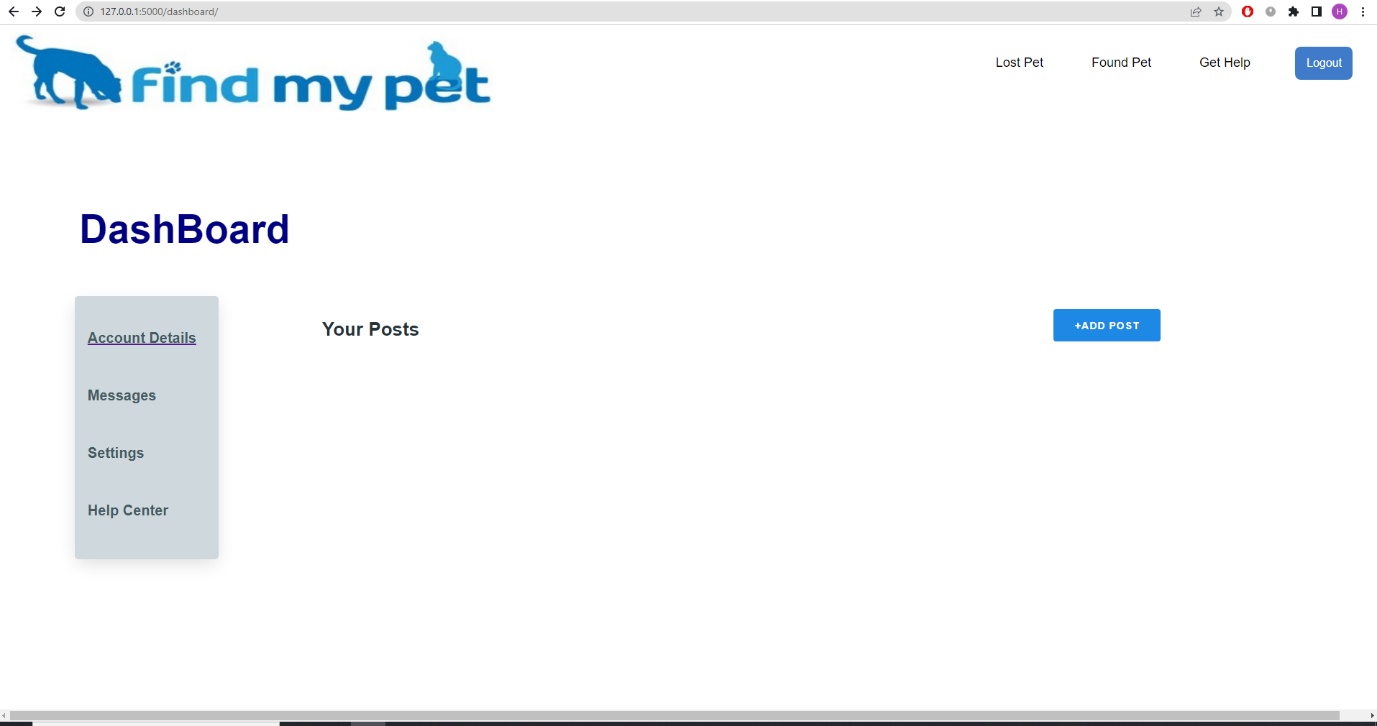 127.0.0.1:5000/dashboard/
H
find my pet
Lost Pet
Found Pet
Get Help
Logout
DashBoard
Account Details
Messages
Settings
Help Center
Your Posts
+ADD POST